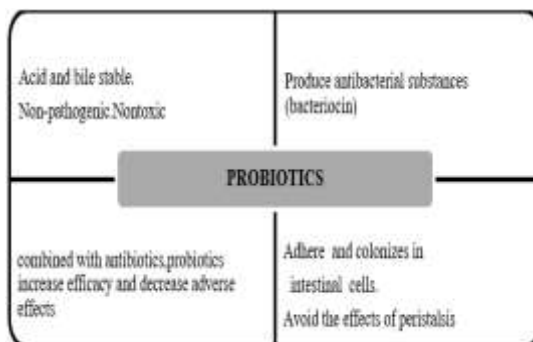 Acid and bile stable.
Non-pathogenic.Nontoxic
Produce antibacterial substances
(bacteriocin)
PROBIOTICS
combined with antibiotics,probiotics
increase efficacy and decrease adverse
effects
Adhere and colonizes in
intestinal cells.
Avoid the effects of peristalsis